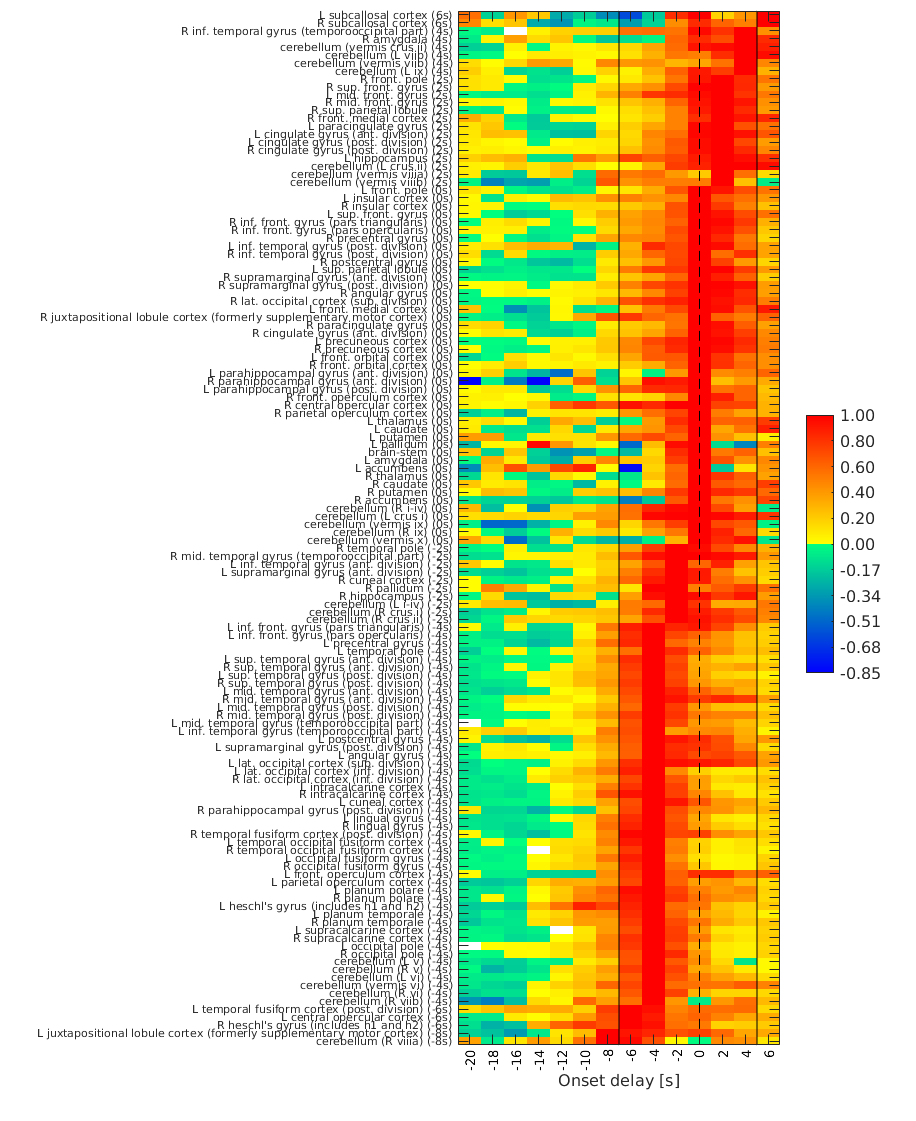 L subcallosal cortex (6s)
R subcallosal cortex (6s)
R inf. temporal gyrus (temporooccipital part) (4s)
R amygdala (4s)
cerebellum (vermis crus ii) (4s)
cerebellum (L viib) (4s)
cerebellum (vermis viib) (4s)
cerebellum (L ix) (4s)
R front. pole (2s)
R sup. front. gyrus (2s)
L mid. front. gyrus (2s)
R mid. front. gyrus (2s)
R sup. parietal lobule (2s)
R front. medial cortex (2s)
L paracingulate gyrus (2s)
L cingulate gyrus (ant. division) (2s)
L cingulate gyrus (post. division) (2s)
R cingulate gyrus (post. division) (2s)
L hippocampus (2s)
cerebellum (L crus ii) (2s)
cerebellum (vermis viiia) (2s)
cerebellum (vermis viiib) (2s)
L front. pole (0s)
L insular cortex (0s)
R insular cortex (0s)
L sup. front. gyrus (0s)
R inf. front. gyrus (pars triangularis) (0s)
R inf. front. gyrus (pars opercularis) (0s)
R precentral gyrus (0s)
L inf. temporal gyrus (post. division) (0s)
R inf. temporal gyrus (post. division) (0s)
R postcentral gyrus (0s)
L sup. parietal lobule (0s)
R supramarginal gyrus (ant. division) (0s)
R supramarginal gyrus (post. division) (0s)
R angular gyrus (0s)
R lat. occipital cortex (sup. division) (0s)
L front. medial cortex (0s)
R juxtapositional lobule cortex (formerly supplementary motor cortex) (0s)
R paracingulate gyrus (0s)
R cingulate gyrus (ant. division) (0s)
L precuneous cortex (0s)
R precuneous cortex (0s)
L front. orbital cortex (0s)
R front. orbital cortex (0s)
L parahippocampal gyrus (ant. division) (0s)
R parahippocampal gyrus (ant. division) (0s)
L parahippocampal gyrus (post. division) (0s)
R front. operculum cortex (0s)
R central opercular cortex (0s)
R parietal operculum cortex (0s)
L thalamus (0s)
L caudate (0s)
L putamen (0s)
L pallidum (0s)
brain-stem (0s)
L amygdala (0s)
L accumbens (0s)
R thalamus (0s)
R caudate (0s)
R putamen (0s)
R accumbens (0s)
cerebellum (R i-iv) (0s)
cerebellum (L crus i) (0s)
cerebellum (vermis ix) (0s)
cerebellum (R ix) (0s)
cerebellum (vermis x) (0s)
R temporal pole (-2s)
R mid. temporal gyrus (temporooccipital part) (-2s)
L inf. temporal gyrus (ant. division) (-2s)
L supramarginal gyrus (ant. division) (-2s)
R cuneal cortex (-2s)
R pallidum (-2s)
R hippocampus (-2s)
cerebellum (L i-iv) (-2s)
cerebellum (R crus i) (-2s)
cerebellum (R crus ii) (-2s)
L inf. front. gyrus (pars triangularis) (-4s)
L inf. front. gyrus (pars opercularis) (-4s)
L precentral gyrus (-4s)
L temporal pole (-4s)
L sup. temporal gyrus (ant. division) (-4s)
R sup. temporal gyrus (ant. division) (-4s)
L sup. temporal gyrus (post. division) (-4s)
R sup. temporal gyrus (post. division) (-4s)
L mid. temporal gyrus (ant. division) (-4s)
R mid. temporal gyrus (ant. division) (-4s)
L mid. temporal gyrus (post. division) (-4s)
R mid. temporal gyrus (post. division) (-4s)
L mid. temporal gyrus (temporooccipital part) (-4s)
L inf. temporal gyrus (temporooccipital part) (-4s)
L postcentral gyrus (-4s)
L supramarginal gyrus (post. division) (-4s)
L angular gyrus (-4s)
L lat. occipital cortex (sup. division) (-4s)
L lat. occipital cortex (inf. division) (-4s)
R lat. occipital cortex (inf. division) (-4s)
L intracalcarine cortex (-4s)
R intracalcarine cortex (-4s)
L cuneal cortex (-4s)
R parahippocampal gyrus (post. division) (-4s)
L lingual gyrus (-4s)
R lingual gyrus (-4s)
R temporal fusiform cortex (post. division) (-4s)
L temporal occipital fusiform cortex (-4s)
R temporal occipital fusiform cortex (-4s)
L occipital fusiform gyrus (-4s)
R occipital fusiform gyrus (-4s)
L front. operculum cortex (-4s)
L parietal operculum cortex (-4s)
L planum polare (-4s)
R planum polare (-4s)
L heschl's gyrus (includes h1 and h2) (-4s)
L planum temporale (-4s)
R planum temporale (-4s)
L supracalcarine cortex (-4s)
R supracalcarine cortex (-4s)
L occipital pole (-4s)
R occipital pole (-4s)
cerebellum (L v) (-4s)
cerebellum (R v) (-4s)
cerebellum (L vi) (-4s)
cerebellum (vermis vi) (-4s)
cerebellum (R vi) (-4s)
cerebellum (R viib) (-4s)
L temporal fusiform cortex (post. division) (-6s)
L central opercular cortex (-6s)
R heschl's gyrus (includes h1 and h2) (-6s)
L juxtapositional lobule cortex (formerly supplementary motor cortex) (-8s)
cerebellum (R viiia) (-8s)
-20 -18 -16 -14 -12 -10 -8 -6 -4 -2 0 2 4 6
Onset delay [s]
1.00
0.80
0.60
0.40
0.20
0.00
-0.17
-0.34
-0.51
-0.68
-0.85